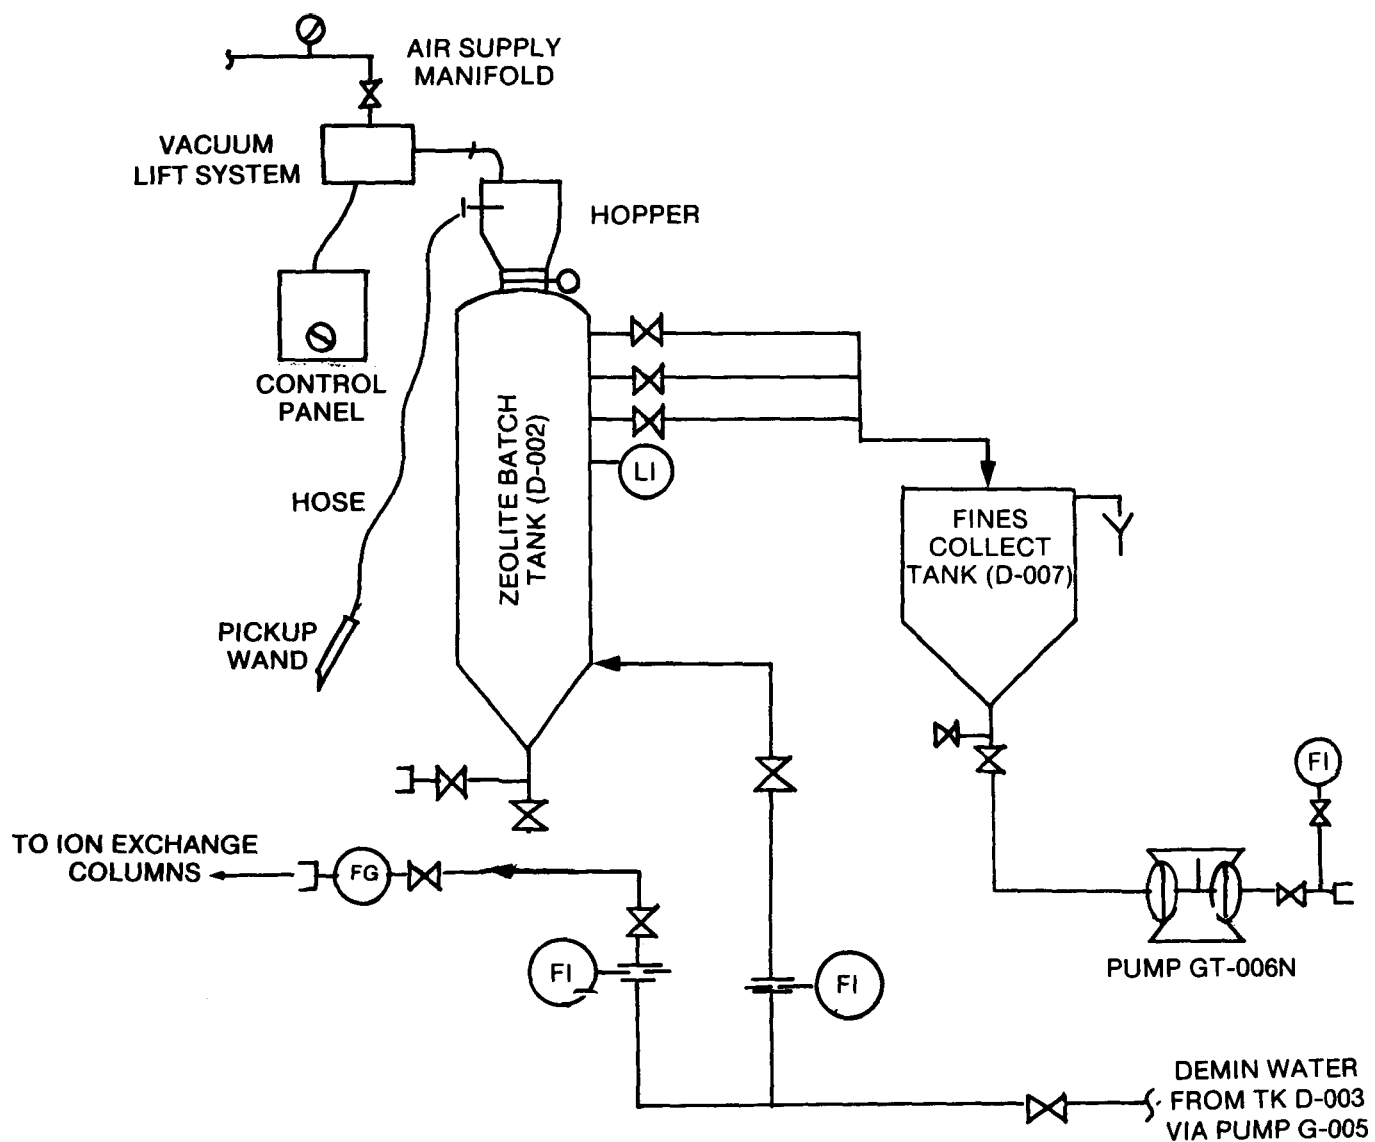 AIR SUPPLY
MANIFOLD
VACUUM
LIFT SYSTEM
HOPPER
CONTROL
PANEL
ZEOLITE BATCH
TANK (D-002)
LI
HOSE
FINES
COLLECT
TANK (D-007)
PICKUP
WAND
FI
TO ION EXCHANGE
COLUMNS
FG
FI
FI
PUMP GT-006N
DEMIN WATER
FROM TK D-003
VIA PUMP G-005